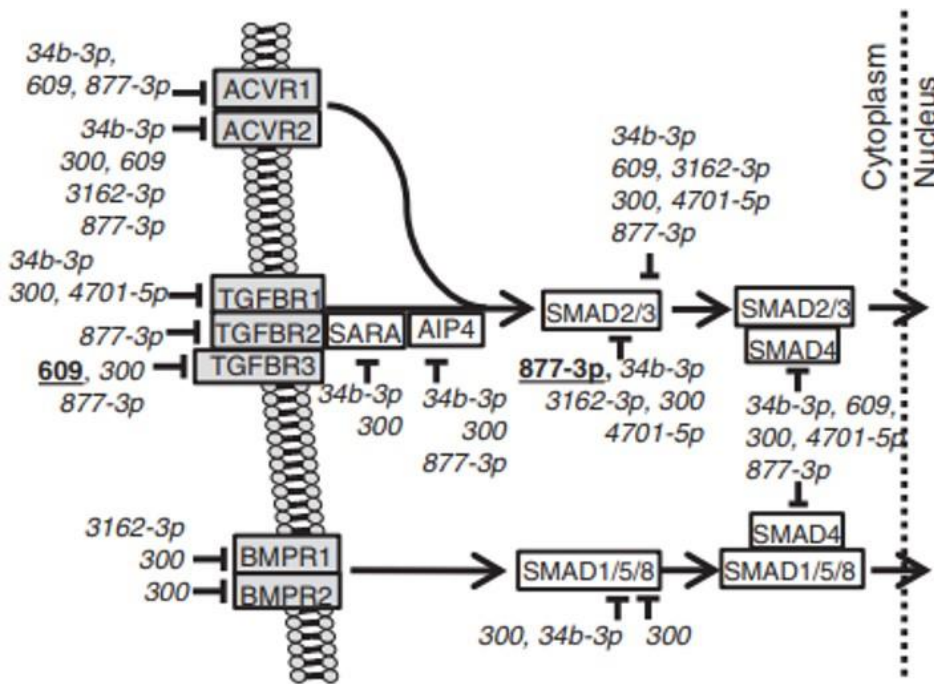 34b-3p,
609, 877-3p
ACVR1
34b-3p
300, 609
3162-3p
877-3p
ACVR2
34b-3p
300, 4701-5p
TGFBR1
877-3p
TGFBR2
609, 300
877-3p
TGFBR3
SARA
AIP4
34b-3p
300
34b-3p
300
877-3p
34b-3p
609, 3162-3p
300, 4701-5p
877-3p
SMAD2/3
877-3p, 34b-3p
3162-3p, 300
4701-5p
SMAD2/3
SMAD4
34b-3p, 609,
300, 4701-5p
877-3p
Cytoplasm
Nucleus
3162-3p
300
BMPR1
300
BMPR2
SMAD1/5/8
300, 34b-3p
300
SMAD4
SMAD1/5/8